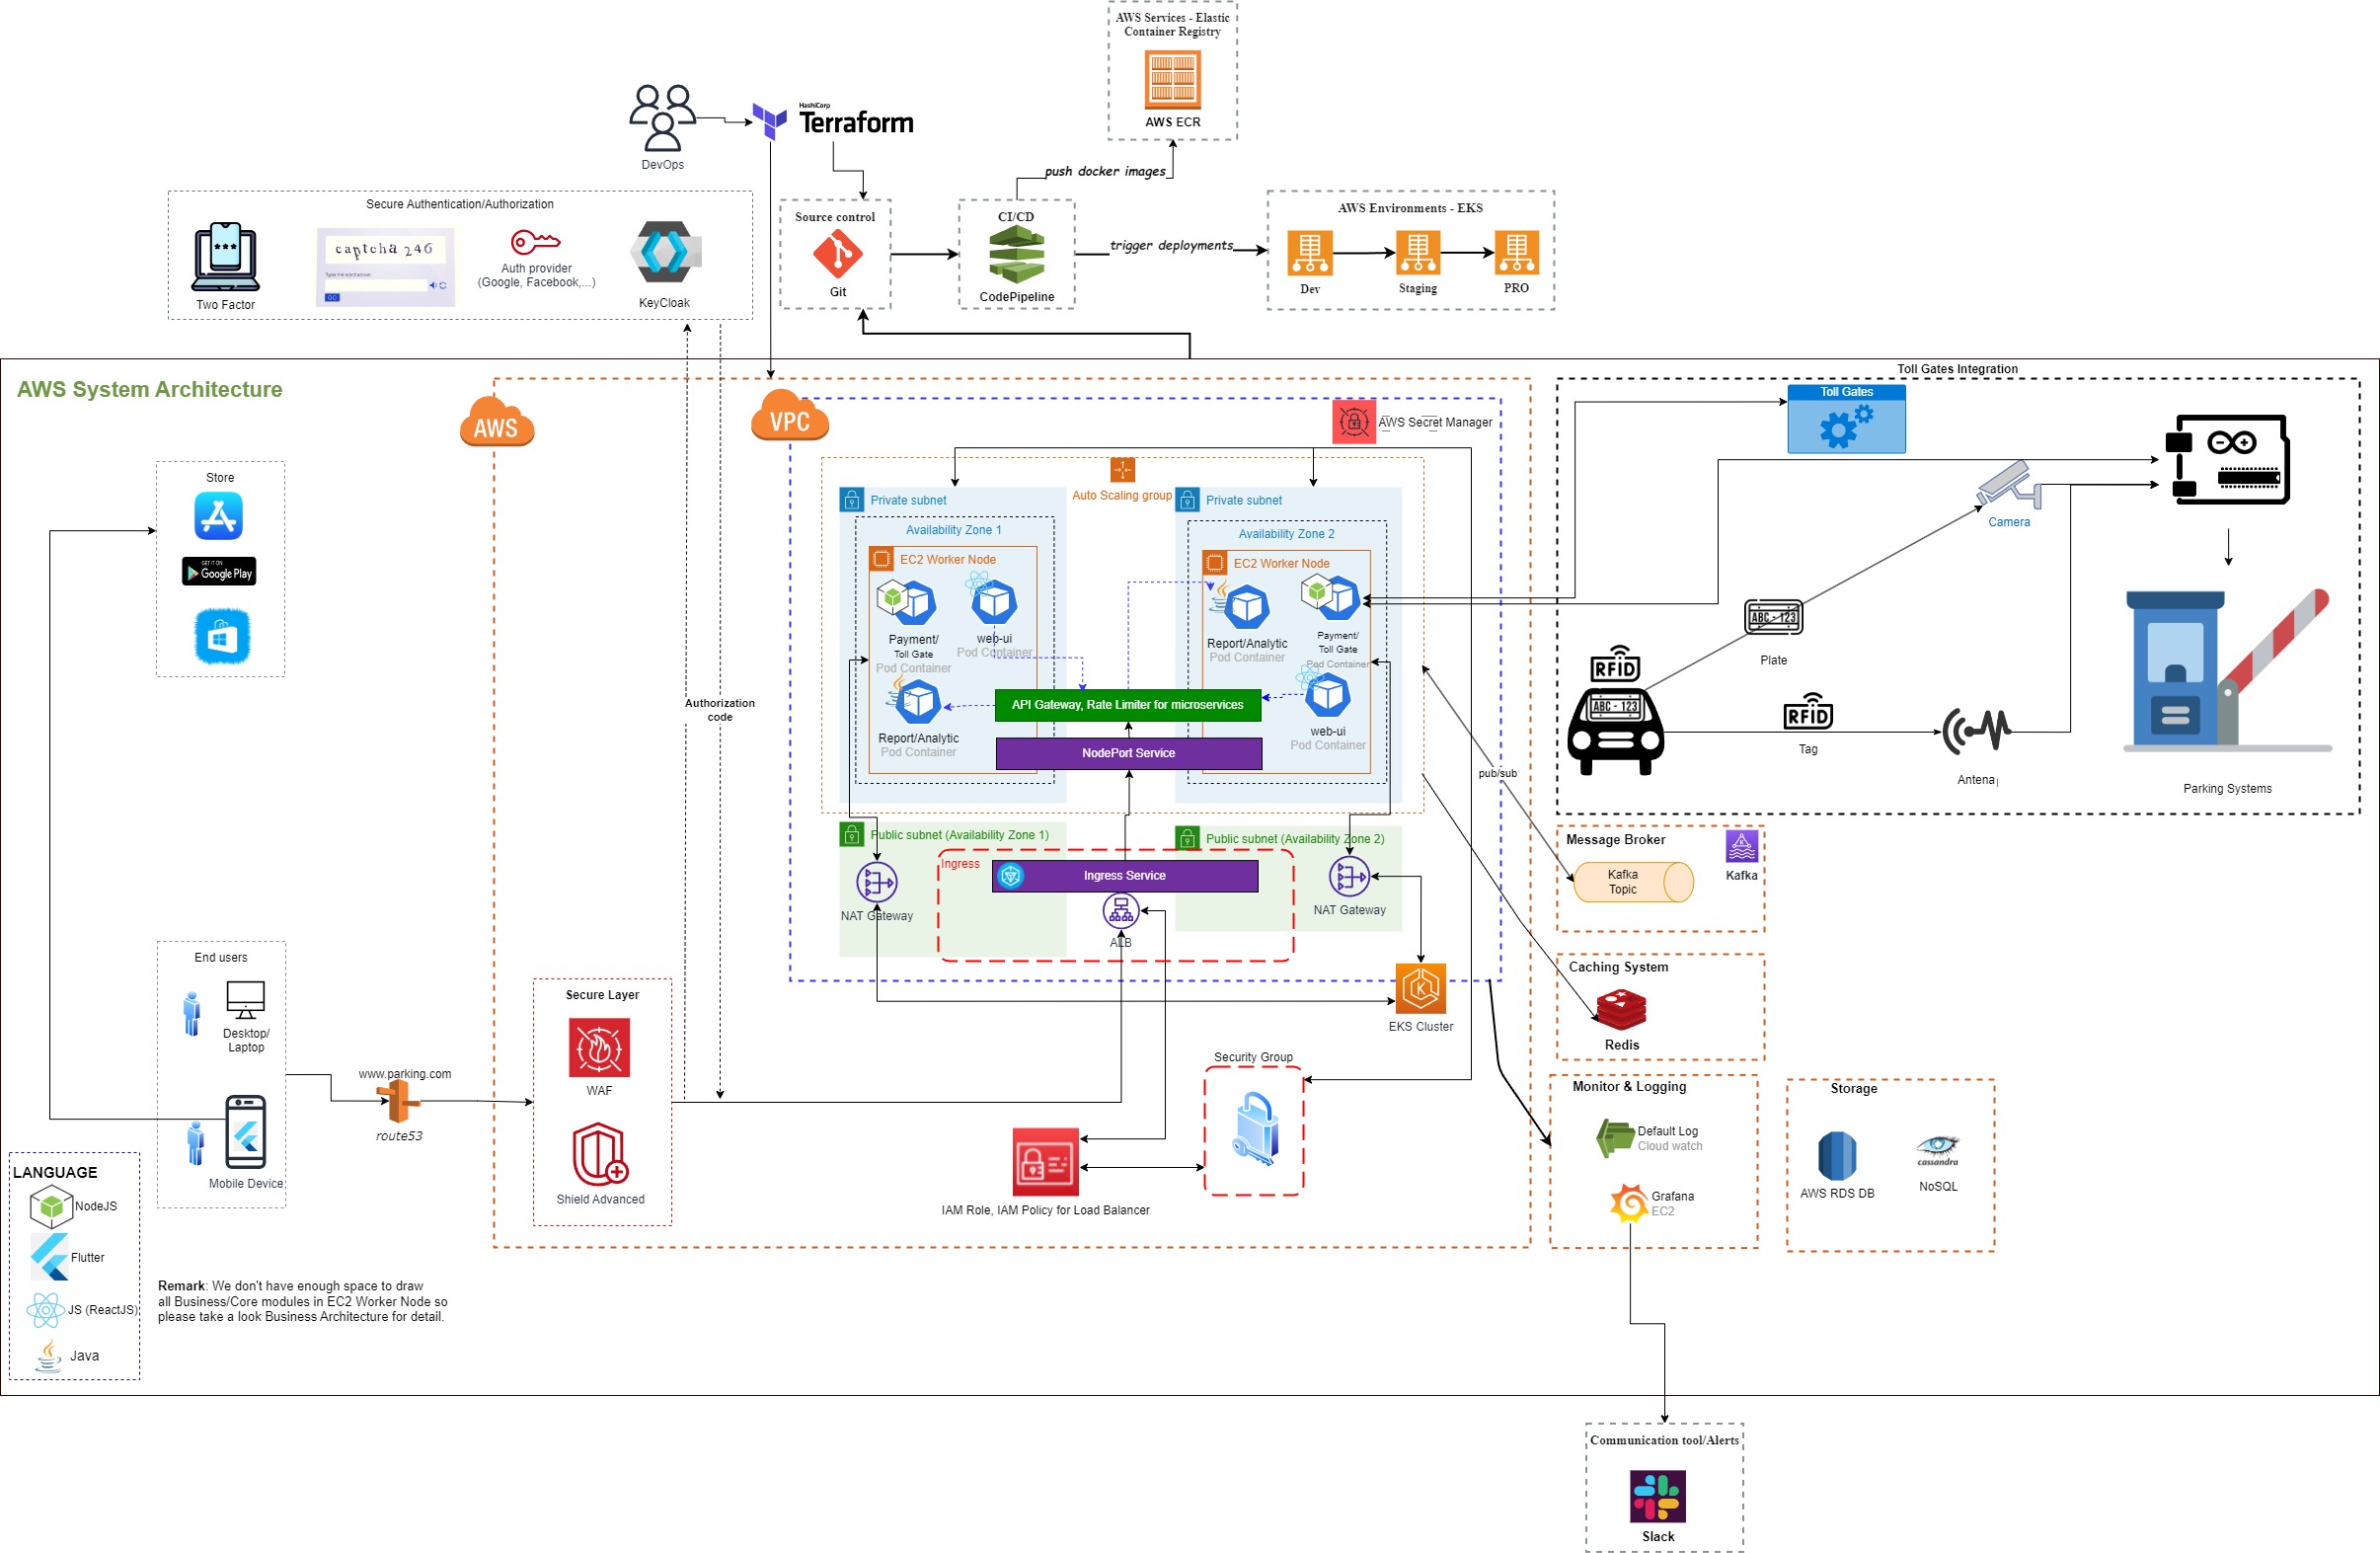 AWS Services - Elastic
Container Registry
AWS ECR
HashiCorp
Terraform
DevOps
push docker images
Secure Authentication/Authorization
captcha 246
Type the word above:
GO
Two Factor
Auth provider
(Google, Facebook,...)
KeyCloak
Source control
Git
CI/CD
CodePipeline
trigger deployments
AWS Environments - EKS
Dev
Staging
PRO
AWS System Architecture
AWS
VPC
AWS Secret Manager
Toll Gates Integration
Toll Gates
Camera
ABC - 123
Plate
RFID
ABC - 123
RFID
Tag
Antena
Parking Systems
Store
GET IT ON
Google Play
Auto Scaling group
Private subnet
Availability Zone 1
EC2 Worker Node
Payment/
Toll Gate
Pod Container
web-ui
Pod Container
Report/Analytic
Pod Container
Private subnet
Availability Zone 2
EC2 Worker Node
Report/Analytic
Pod Container
Payment/
Toll Gate
Pod Container
web-ui
Pod Container
API Gateway, Rate Limiter for microservices
NodePort Service
Authorization
code
pub/sub
Public subnet (Availability Zone 1)
Public subnet (Availability Zone 2)
Ingress
Ingress Service
NAT Gateway
ALB
NAT Gateway
EKS Cluster
Message Broker
Kafka
Topic
Kafka
Caching System
Redis
End users
Desktop/
Laptop
Mobile Device
www.parking.com
route53
Secure Layer
WAF
Shield Advanced
Security Group
IAM Role, IAM Policy for Load Balancer
Monitor & Logging
Default Log
Cloud watch
Grafana
EC2
Storage
AWS RDS DB
cassandra
NoSQL
LANGUAGE
NodeJS
Flutter
JS (ReactJS)
Java
Remark: We don't have enough space to draw
all Business/Core modules in EC2 Worker Node so
please take a look Business Architecture for detail.
Communication tool/Alerts
Slack